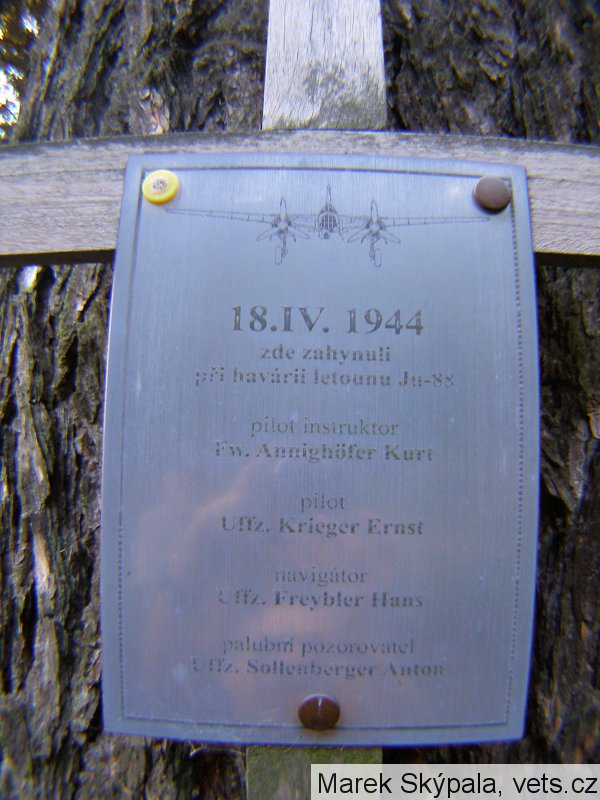 18.IV. 1944
zde zahynuli
při havárii letounu Ju-88
pilot instruktor
Fw. Annighöfer Kurt
pilot
Uffz. Krieger Ernst
navigátor
Uffz. Freybler Hans
palubní pozorovatel
Uffz. Sollenberger Anton
Marek Skýpala, vets.cz